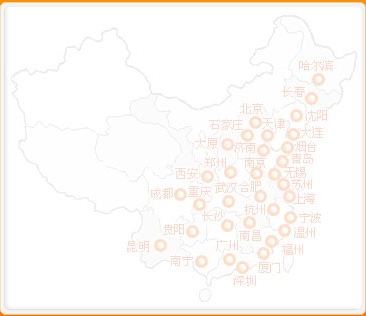 哈尔滨
长春
沈阳
北京
石家庄
天津
大连
太原
济南
烟台
青岛
郑州
南京
西安
无锡
成都
重庆
武汉
合肥
苏州
上海
长沙
杭州
宁波
贵阳
南昌
温州
昆明
广州
福州
南宁
厦门
深圳